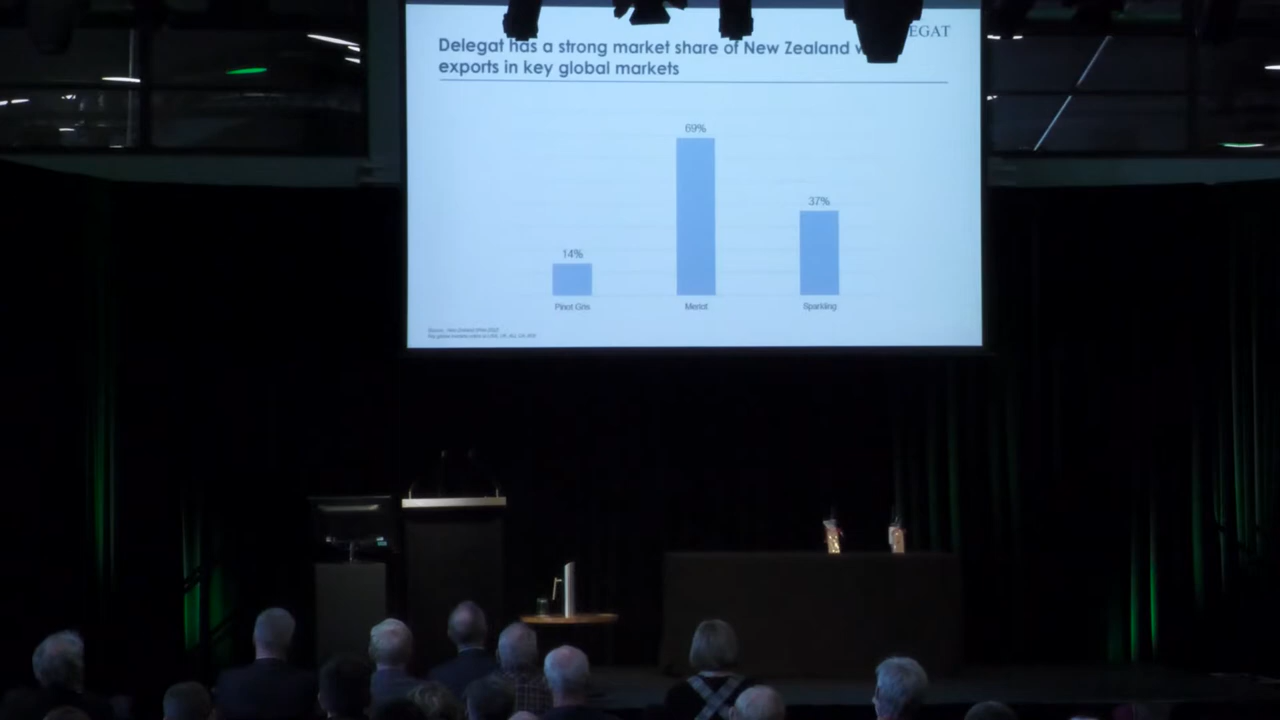 EGAT
Delegat has a strong market share of New Zealand
exports in key global markets
69%
37%
14%
Pinot Gris
Merlot
Sparkling